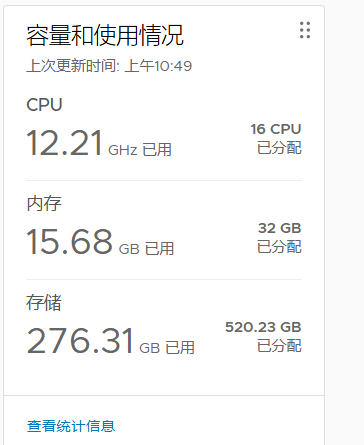 容量和使用情况
上次更新时间: 上午10:49
CPU
12.21 GHz 已用
16 CPU
已分配
内存
15.68 GB 已用
32 GB
已分配
存储
276.31 GB 已用
520.23 GB
已分配
查看统计信息